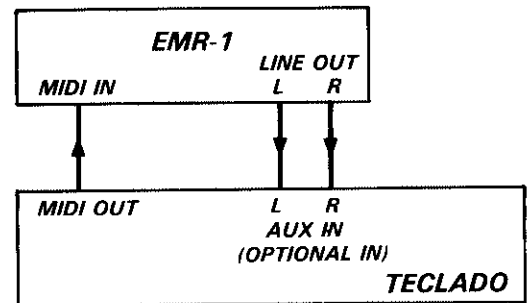 EMR-1
LINE OUT
MIDI IN L R
MIDI OUT L R
AUX IN
(OPTIONAL IN)
TECLADO